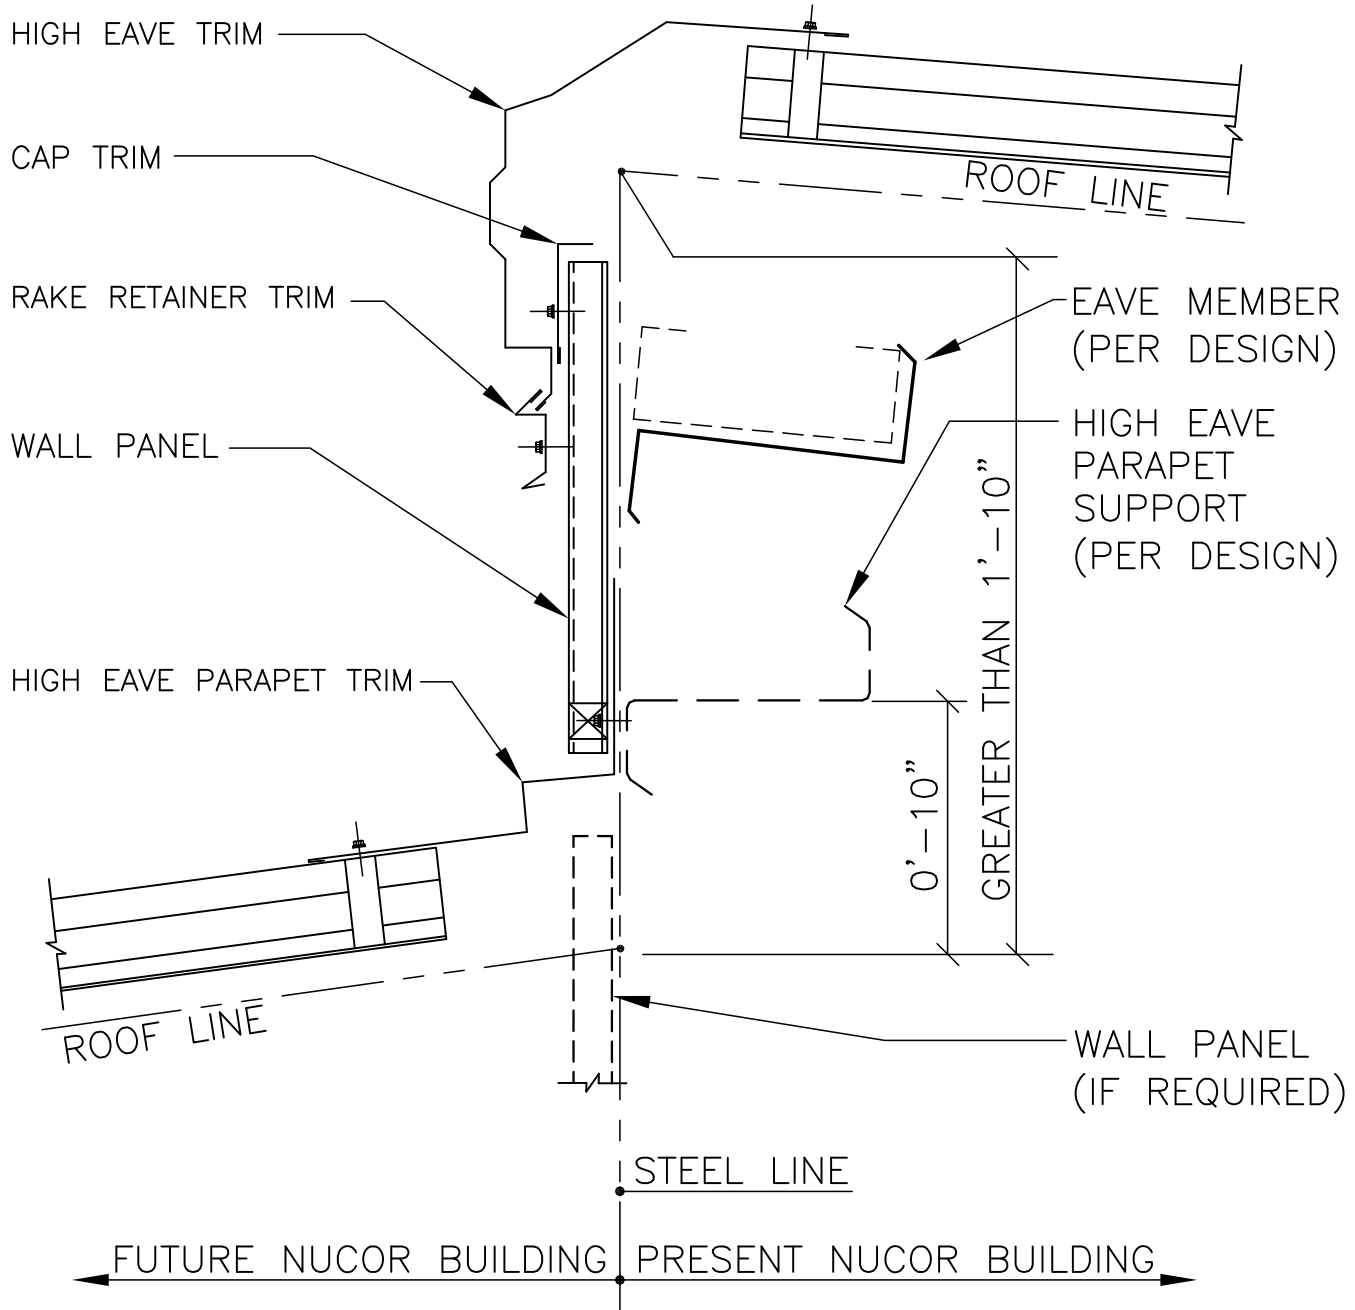 HIGH EAVE TRIM
CAP TRIM
ROOF LINE
RAKE RETAINER TRIM
EAVE MEMBER
(PER DESIGN)
HIGH EAVE
PARAPET
SUPPORT
(PER DESIGN)
WALL PANEL
GREATER THAN 1'-10"
HIGH EAVE PARAPET TRIM
0'-10"
ROOF LINE
WALL PANEL
(IF REQUIRED)
STEEL LINE
FUTURE NUCOR BUILDING
PRESENT NUCOR BUILDING